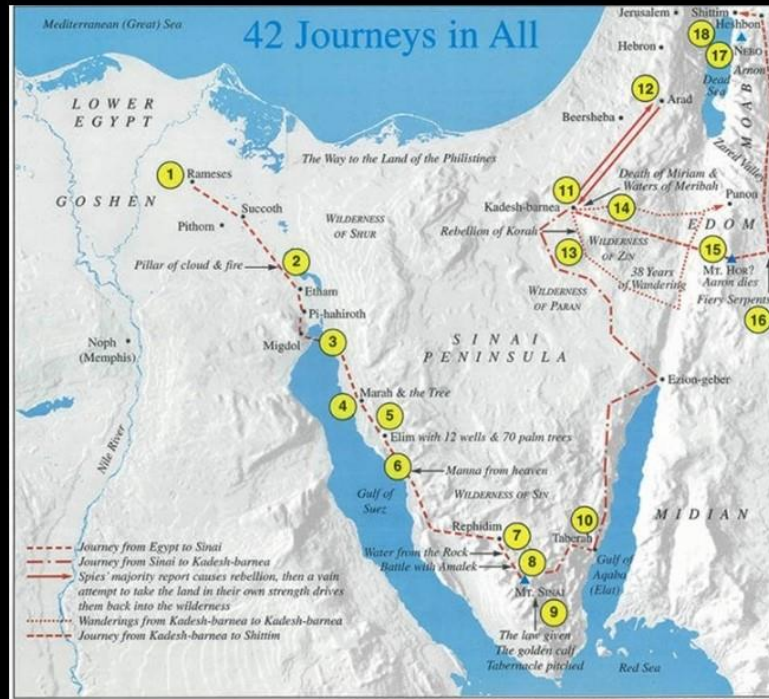 Mediterranean (Great) Sea
42 Journeys in All
Jerusalem
Shittim
Heshbon
18
NEBO
17
Hebron
Arnon
Dead
Sea
MOAB
LOWER
EGYPT
12
Arad
Beersheba
Zared Valley
The Way to the Land of the Philistines
1
Rameses
Death of Miriam &
Waters of Meribah
11
Punon
GOSHEN
Kadesh-barnea
14
Succoth
WILDERNESS
OF SHUR
EDOM
Pithom
Rebellion of Korah
WILDERNESS
OF ZIN
15
13
2
Pillar of cloud & fire
38 Years
of Wandering
MT. HOR?
Aaron dies
Etham
WILDERNESS
OF PARAN
Fiery Serpents
Pi-hahiroth
16
Noph
(Memphis)
Migdol
3
SINAI
PENINSULA
Ezion-geber
Marah & the Tree
4
5
Elim with 12 wells & 70 palm trees
Nile River
6
Manna from heaven
Gulf of
Suez
WILDERNESS OF SIN
MIDIAN
10
Rephidim
7
Taberah
Journey from Egypt to Sinai
Journey from Sinai to Kadesh-barnea
Spies' majority report causes rebellion, then a vain
attempt to take the land in their own strength drives
them back into the wilderness
Wanderings from Kadesh-barnea to Kadesh-barnea
Journey from Kadesh-barnea to Shittim
Water from the Rock
Battle with Amalek
8
Gulf of
Aqaba
(Elat)
MT. SINAI
9
The law given
The golden calf
Tabernacle pitched
Red Sea